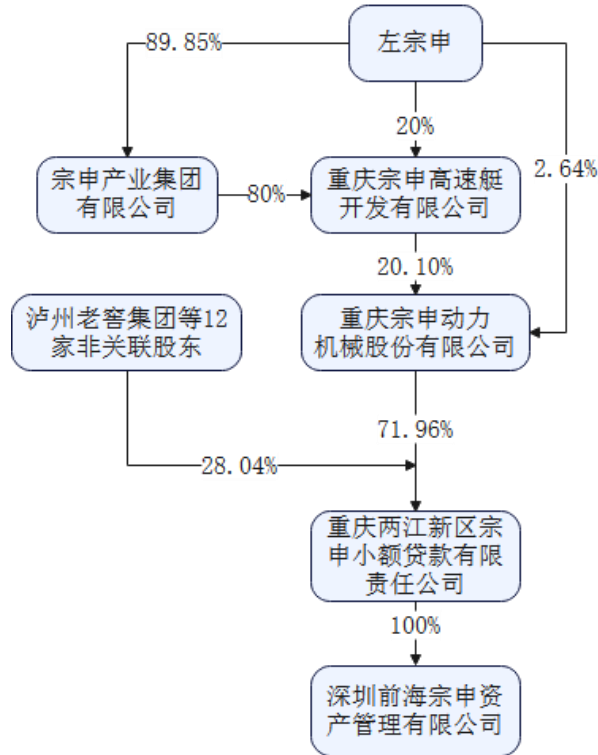 左宗申
89.85%
20%
2.64%
宗申产业集团
有限公司
80%
重庆宗申高速艇
开发有限公司
20.10%
泸州老窖集团等12
家非关联股东
重庆宗申动力
机械股份有限公司
71.96%
28.04%
重庆两江新区宗
申小额贷款有限
责任公司
100%
深圳前海宗申资
产管理有限公司